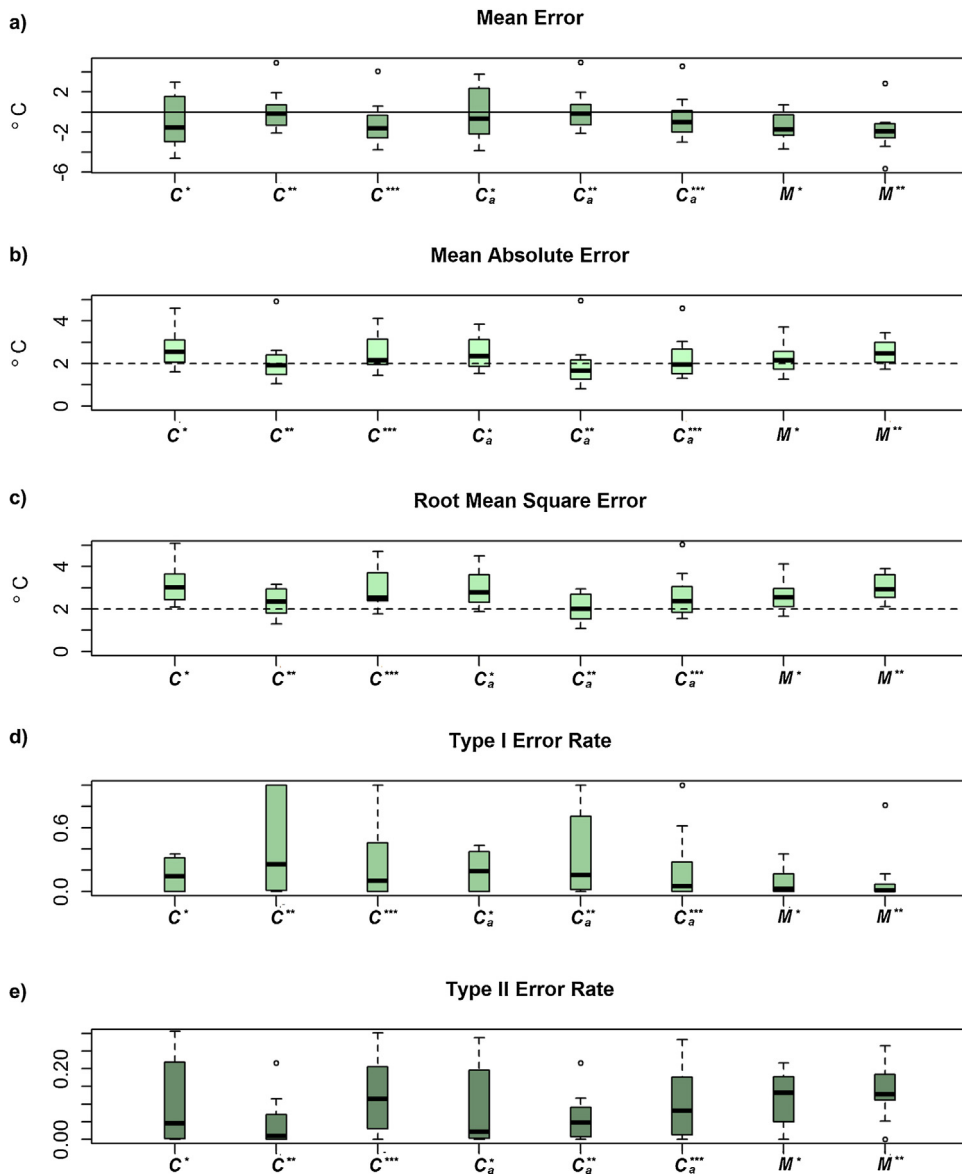 a) Mean Error
° C
2
-2
-6
C* C** C*** Ca* Ca** Ca*** M* M**
b) Mean Absolute Error
° C
4
2
0
C* C** C*** Ca* Ca** Ca*** M* M**
c) Root Mean Square Error
° C
4
2
0
C* C** C*** Ca* Ca** Ca*** M* M**
d) Type I Error Rate
0.6
0.0
C* C** C*** Ca* Ca** Ca*** M* M**
e) Type II Error Rate
0.20
0.00
C* C** C*** Ca* Ca** Ca*** M* M**